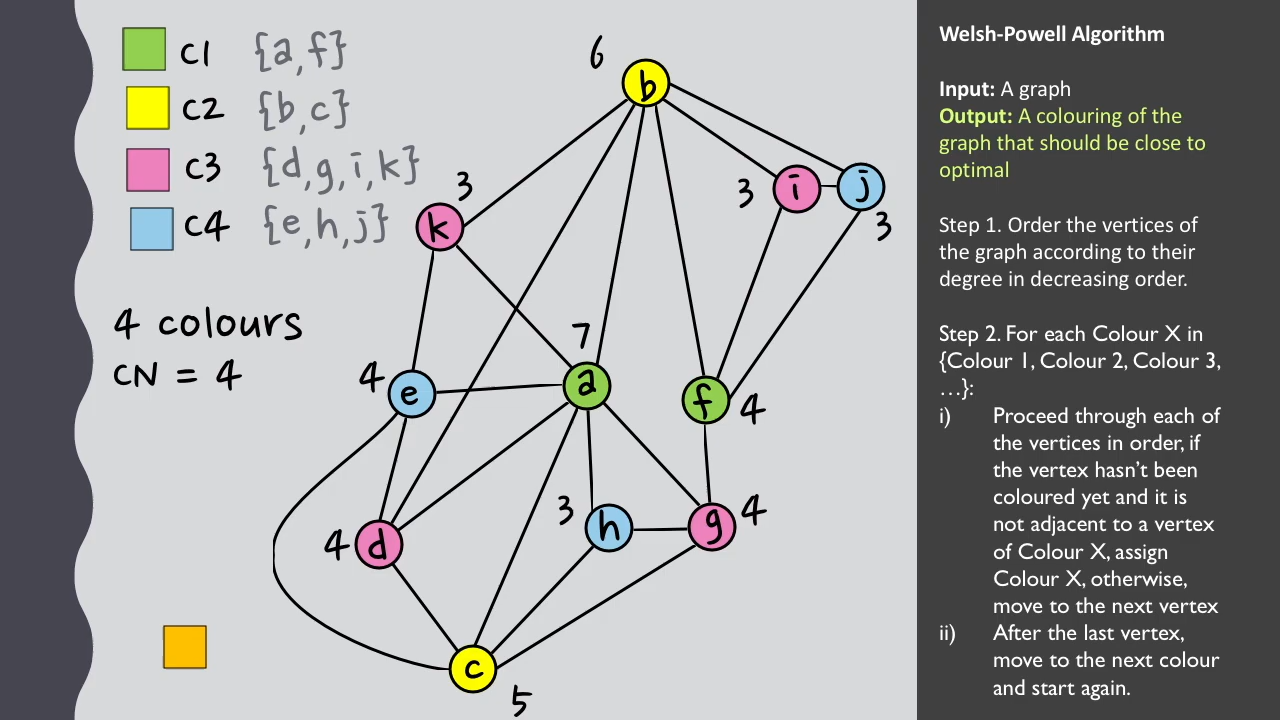 C1 {a,f}
C2 {b,c}
C3 {d,g,i,k}
C4 {e,h,j}
4 colours
CN = 4
6
b
3
i
j
3
3
k
7
4
e
a
f
4
3
h
g
4
4
d
c
5
Welsh-Powell Algorithm
Input: A graph
Output: A colouring of the
graph that should be close to
optimal
Step 1. Order the vertices of
the graph according to their
degree in decreasing order.
Step 2. For each Colour X in
{Colour 1, Colour 2, Colour 3,
…}:
i) Proceed through each of
the vertices in order, if
the vertex hasn’t been
coloured yet and it is
not adjacent to a vertex
of Colour X, assign
Colour X, otherwise,
move to the next vertex
ii) After the last vertex,
move to the next colour
and start again.